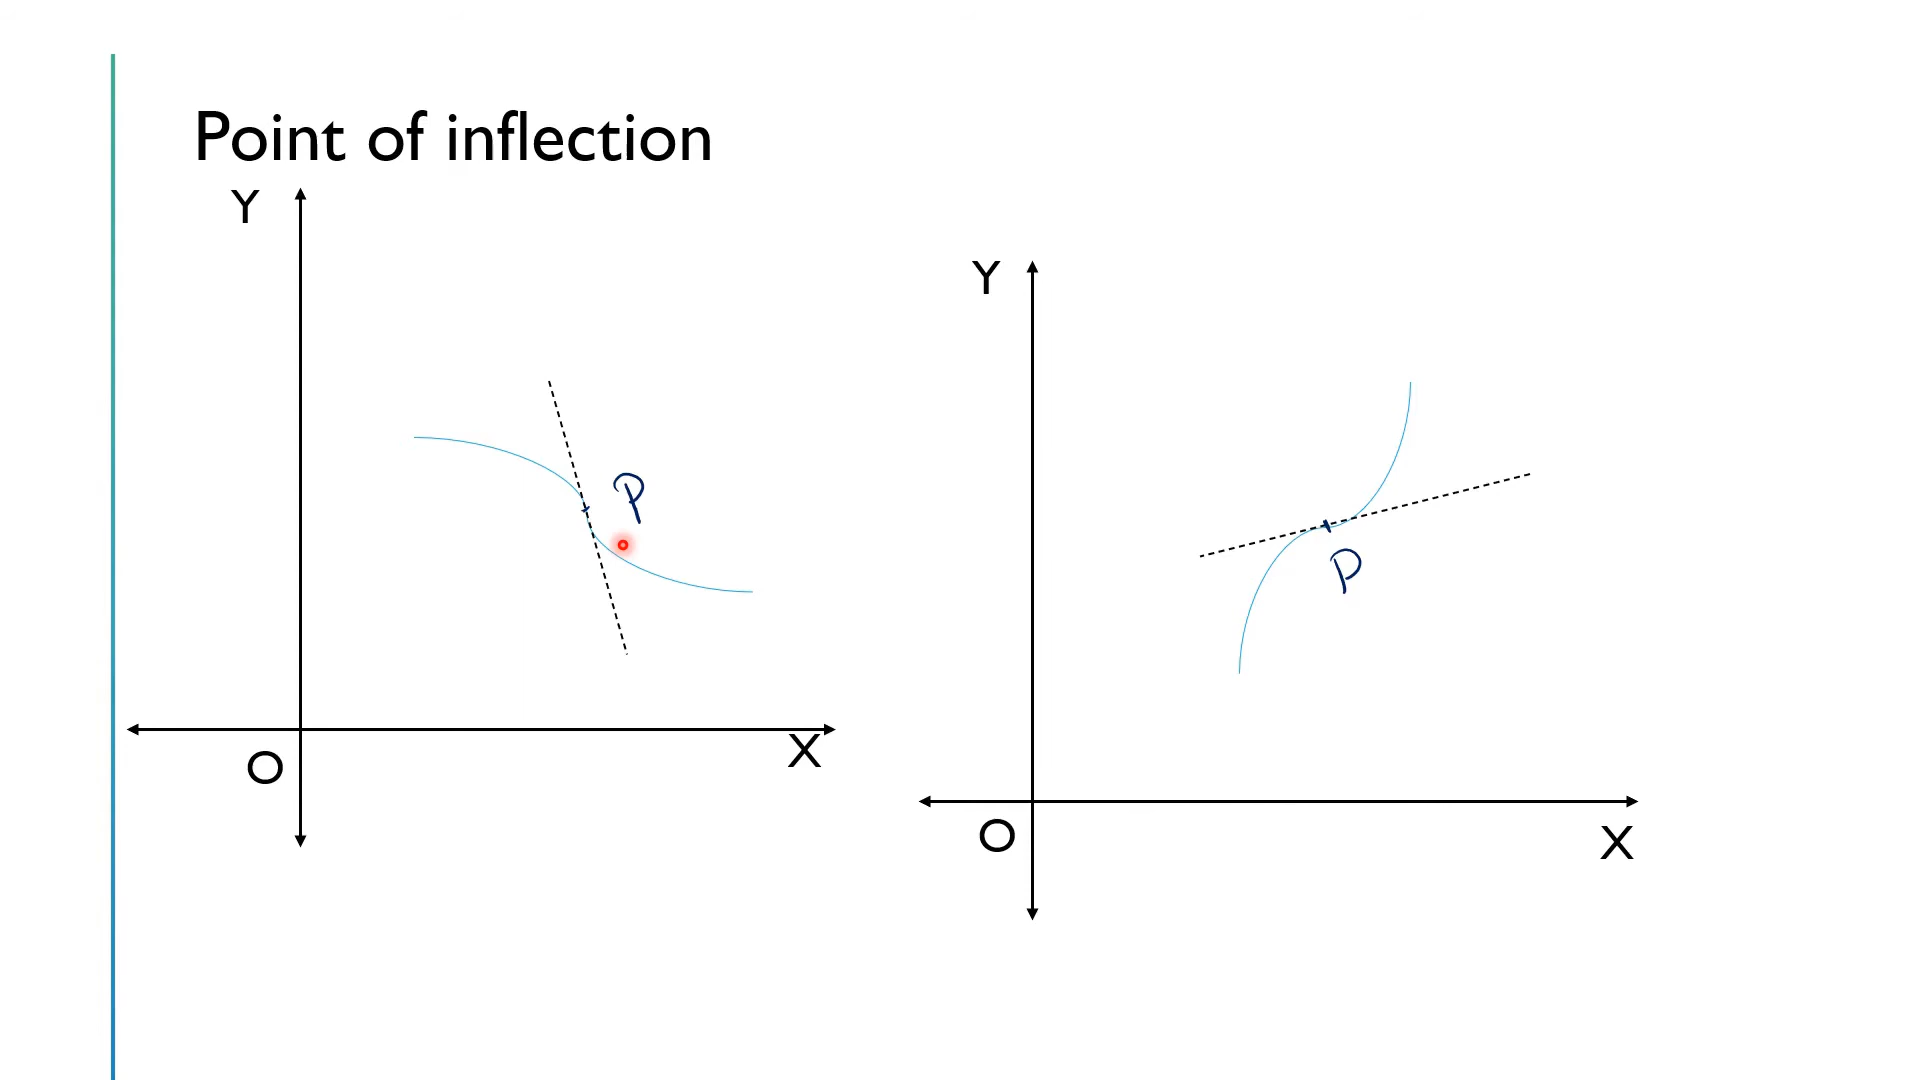 Point of inflection
Y
P
X
O
Y
P
O
X